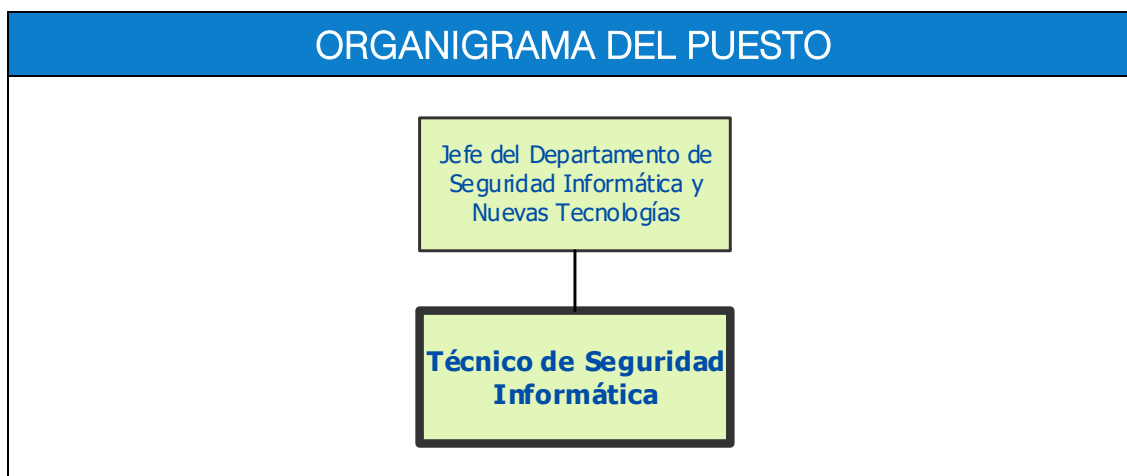 ORGANIGRAMA DEL PUESTO
Jefe del Departamento de
Seguridad Informática y
Nuevas Tecnologías
Técnico de Seguridad
Informática